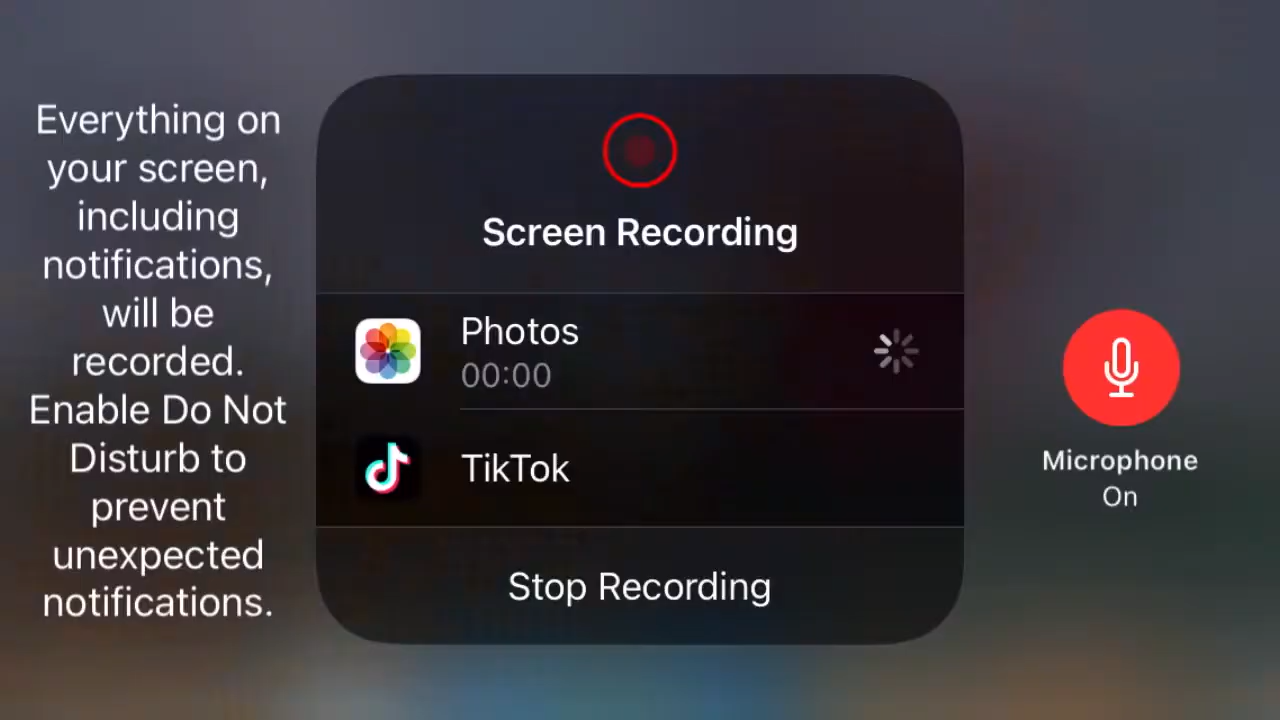 Everything on
your screen,
including
notifications,
will be
recorded.
Enable Do Not
Disturb to
prevent
unexpected
notifications.
Screen Recording
Photos
00:00
TikTok
Stop Recording
Microphone
On